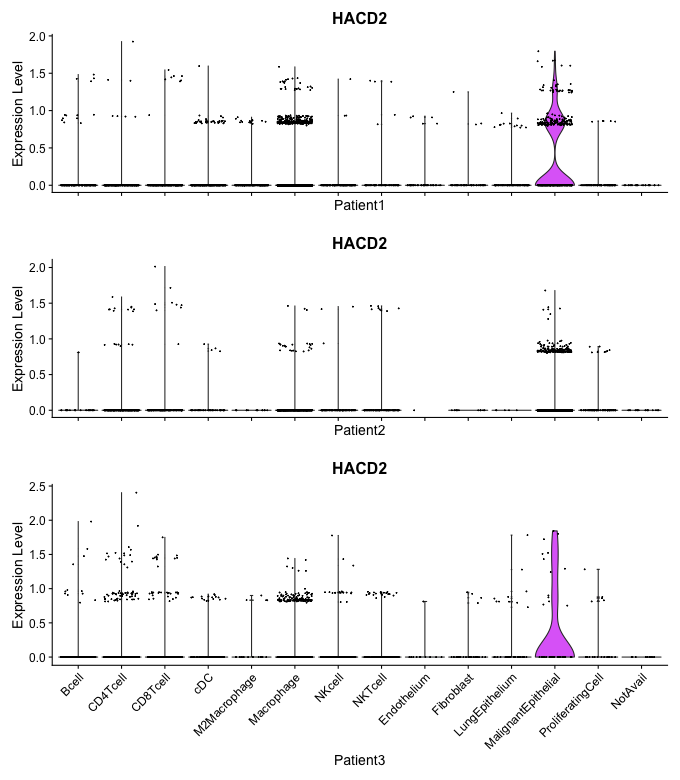 HACD2
Expression Level
2.0
1.5
1.0
0.5
0.0
Patient1
HACD2
Expression Level
2.0
1.5
1.0
0.5
0.0
Patient2
HACD2
Expression Level
2.5
2.0
1.5
1.0
0.5
0.0
Bcell
CD4Tcell
CD8Tcell
cDC
M2Macrophage
Macrophage
NKcell
NKTcell
Endothelium
Fibroblast
LungEpithelium
MalignantEpithelial
ProliferatingCell
NotAvail
Patient3